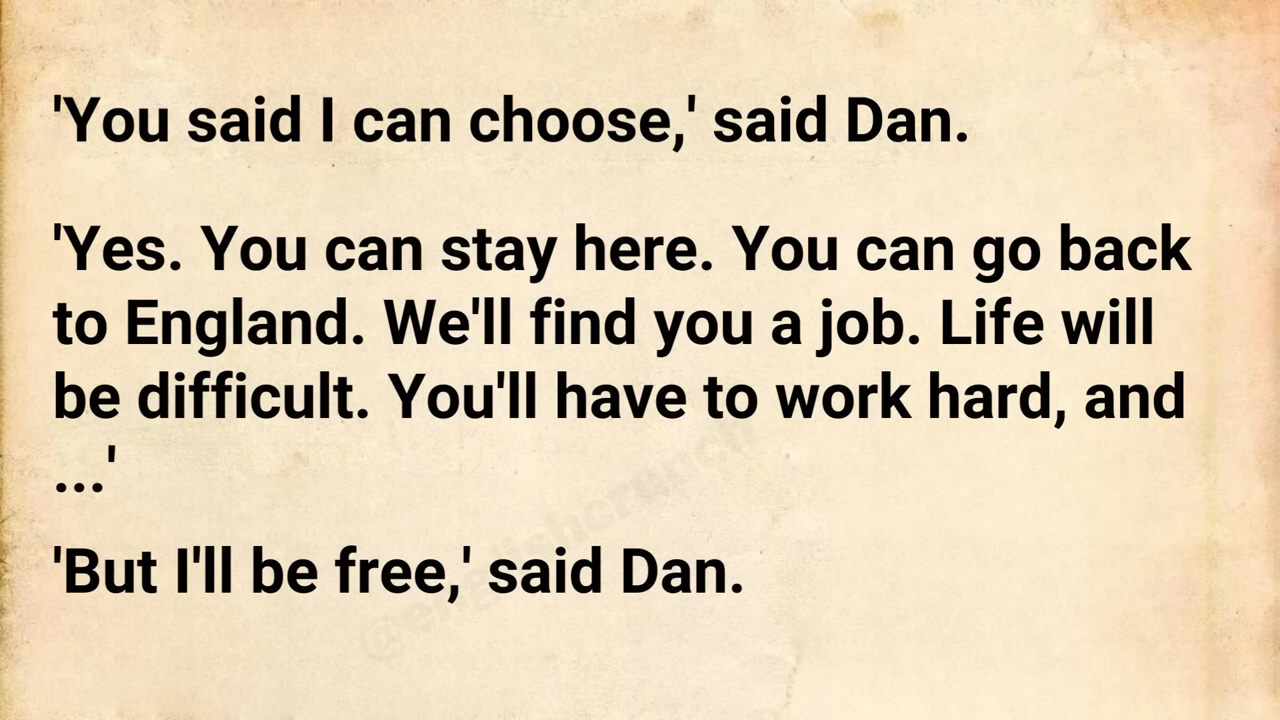 'You said I can choose,' said Dan.
'Yes. You can stay here. You can go back
to England. We'll find you a job. Life will
be difficult. You'll have to work hard, and
...'
@englishcrunch
'But I'll be free,' said Dan.